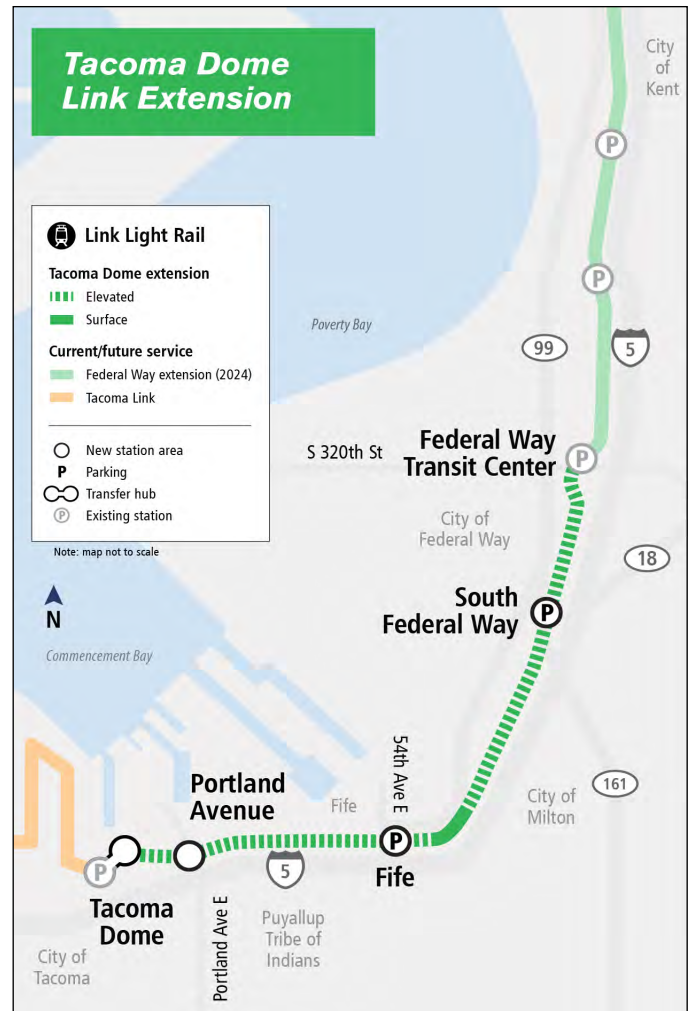 Tacoma Dome
Link Extension
City
of
Kent
P
Link Light Rail
Tacoma Dome extension
Elevated
Surface
Current/future service
Federal Way extension (2024)
Tacoma Link
New station area
P Parking
Transfer hub
P Existing station
Note: map not to scale
P
Poverty Bay
99
5
S 320th St
Federal Way
Transit Center
P
City of
Federal Way
18
South
Federal Way
P
N
Commencement Bay
54th Ave E
Portland
Avenue
Fife
City of
Milton
161
P
P
5
Fife
Tacoma
Dome
Portland Ave E
Puyallup
Tribe of
Indians
City of
Tacoma